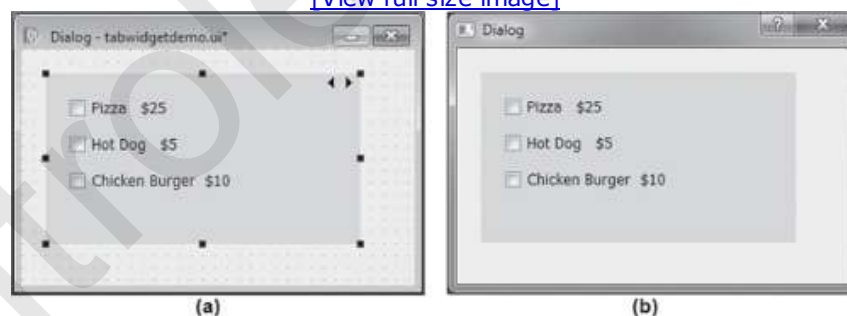 [View full size image]
Dialog - tabwidgetdemo.ui*
Pizza $25
Hot Dog $5
Chicken Burger $10
(a)
Dialog
Pizza $25
Hot Dog $5
Chicken Burger $10
(b)